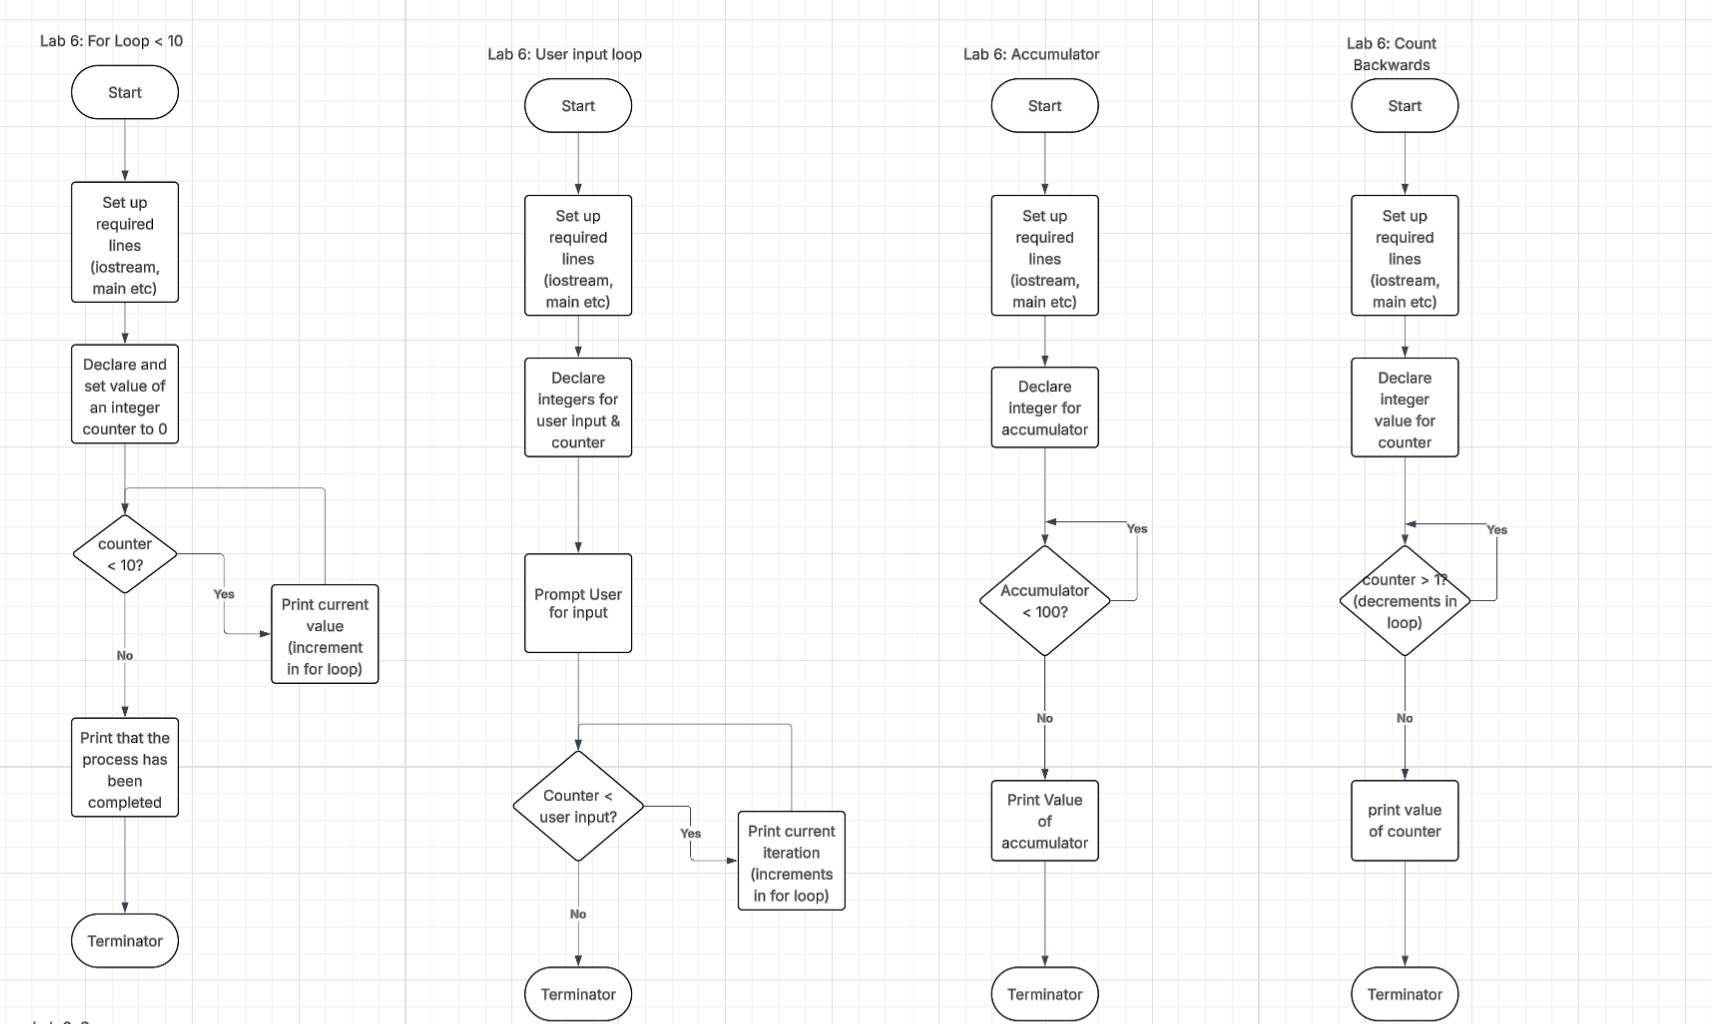 Lab 6: For Loop < 10
Start
Set up
required
lines
(iostream,
main etc)
Declare and
set value of
an integer
counter to 0
counter
< 10?
Yes
Print current
value
(increment
in for loop)
No
Print that the
process has
been
completed
Terminator
Lab 6: User input loop
Start
Set up
required
lines
(iostream,
main etc)
Declare
integers for
user input &
counter
Prompt User
for input
Counter <
user input?
Yes
Print current
iteration
(increments
in for loop)
No
Terminator
Lab 6: Accumulator
Start
Set up
required
lines
(iostream,
main etc)
Declare
integer for
accumulator
Yes
Accumulator
< 100?
No
Print Value
of
accumulator
Terminator
Lab 6: Count
Backwards
Start
Set up
required
lines
(iostream,
main etc)
Declare
integer
value for
counter
Yes
counter > 1?
(decrements in
loop)
No
print value
of counter
Terminator